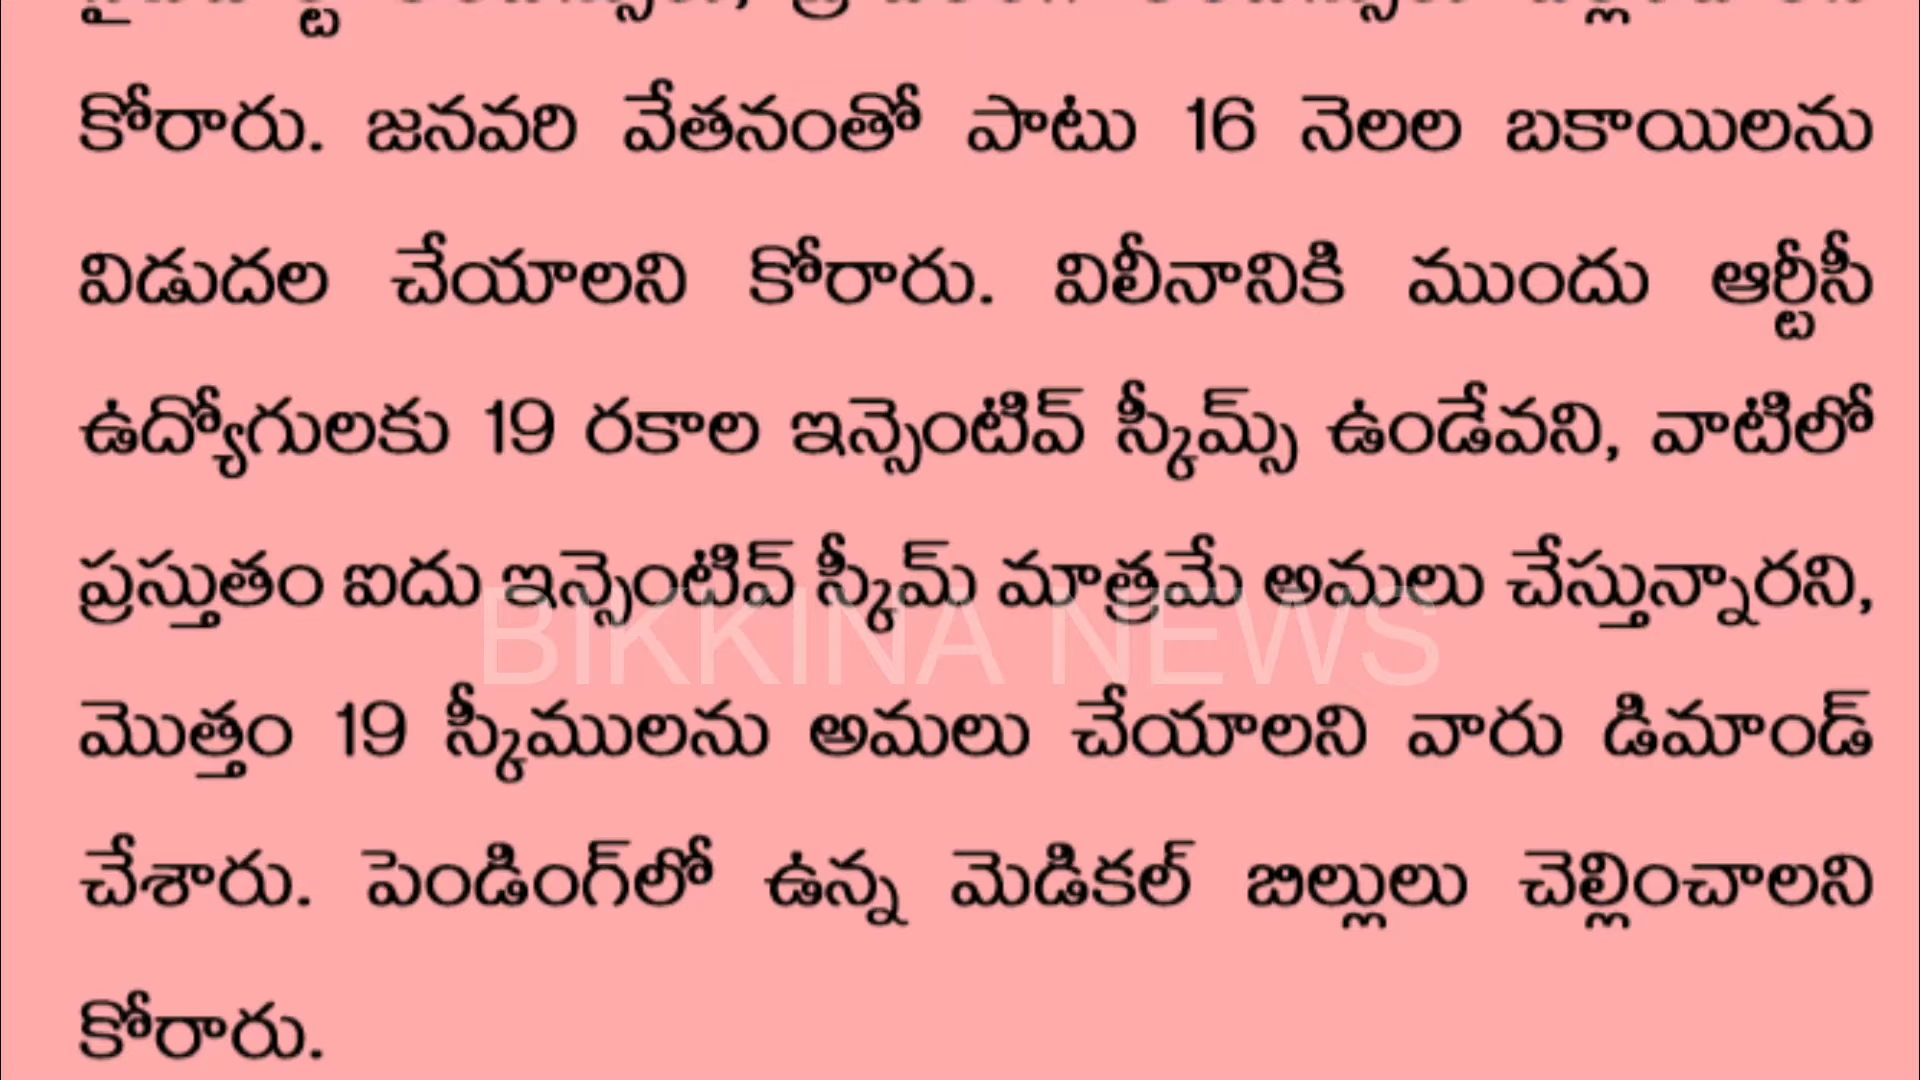 కోరారు. జనవరి వేతనంతో పాటు 16 నెలల బకాయిలను
విడుదల చేయాలని కోరారు. విలీనానికి ముందు ఆర్టీసీ
ఉద్యోగులకు 19 రకాల ఇన్సెంటివ్ స్కీమ్స్ ఉండేవని, వాటిలో
ప్రస్తుతం ఐదు ఇన్సెంటివ్ స్కీమ్ మాత్రమే అమలు చేస్తున్నారని,
BIKKINA NEWS
మొత్తం 19 స్కీములను అమలు చేయాలని వారు డిమాండ్
చేశారు. పెండింగ్‌లో ఉన్న మెడికల్ బిల్లులు చెల్లించాలని
కోరారు.